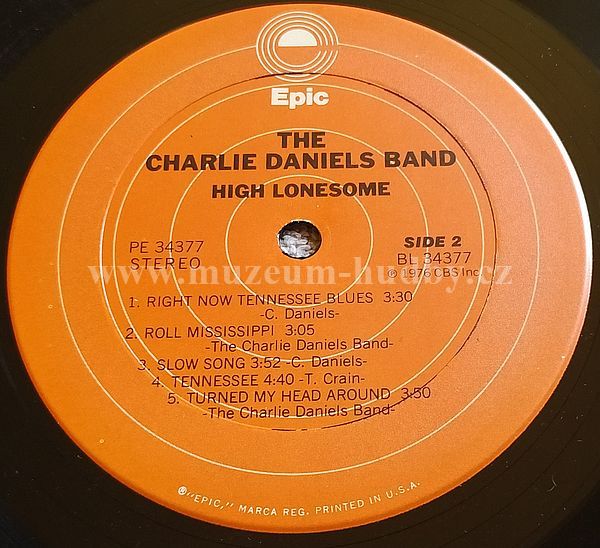 Epic
THE
CHARLIE DANIELS BAND
HIGH LONESOME
PE 34377
STEREO
SIDE 2
BL 34377
℗ 1976 CBS Inc.
www.muzeum-hudby.cz
1. RIGHT NOW TENNESSEE BLUES 3:30
-C. Daniels-
2. ROLL MISSISSIPPI 3:05
-The Charlie Daniels Band-
3. SLOW SONG 3:52 -C. Daniels-
4. TENNESSEE 4:40 -T. Crain-
5. TURNED MY HEAD AROUND 3:50
-The Charlie Daniels Band-
®"EPIC," MARCA REG. PRINTED IN U.S.A.